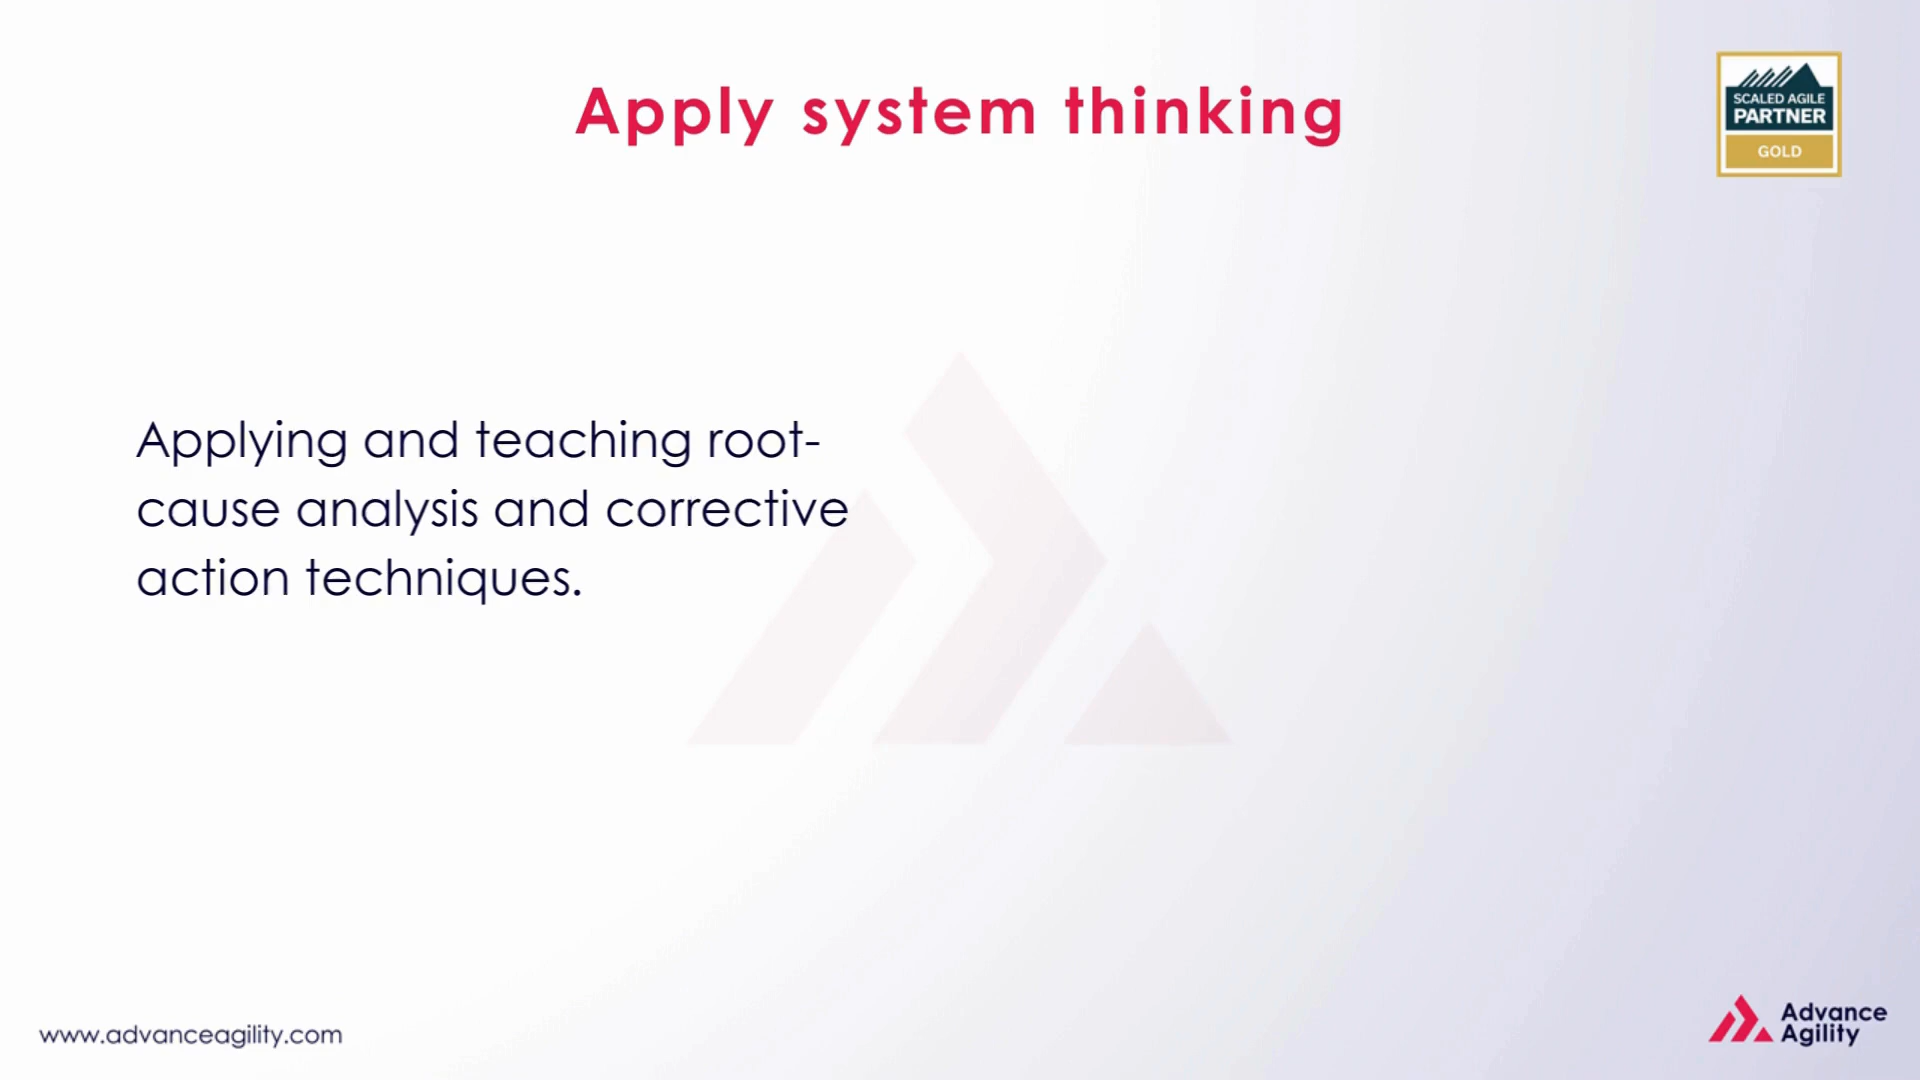 Apply system thinking
SCALED AGILE
PARTNER
GOLD
Applying and teaching root-
cause analysis and corrective
action techniques.
www.advanceagility.com
Advance
Agility